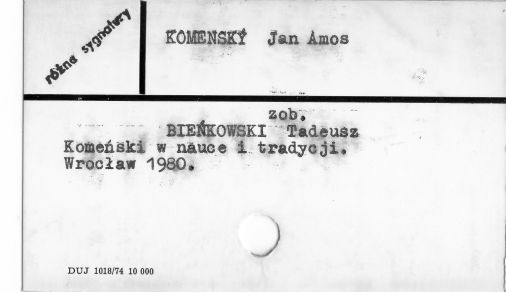 różne sygnatury
KOMENSKÝ Jan Amos
zob.
BIEŃKOWSKI Tadeusz
Komeński w nauce i tradycji.
Wrocław 1980.
DUJ 1018/74 10 000